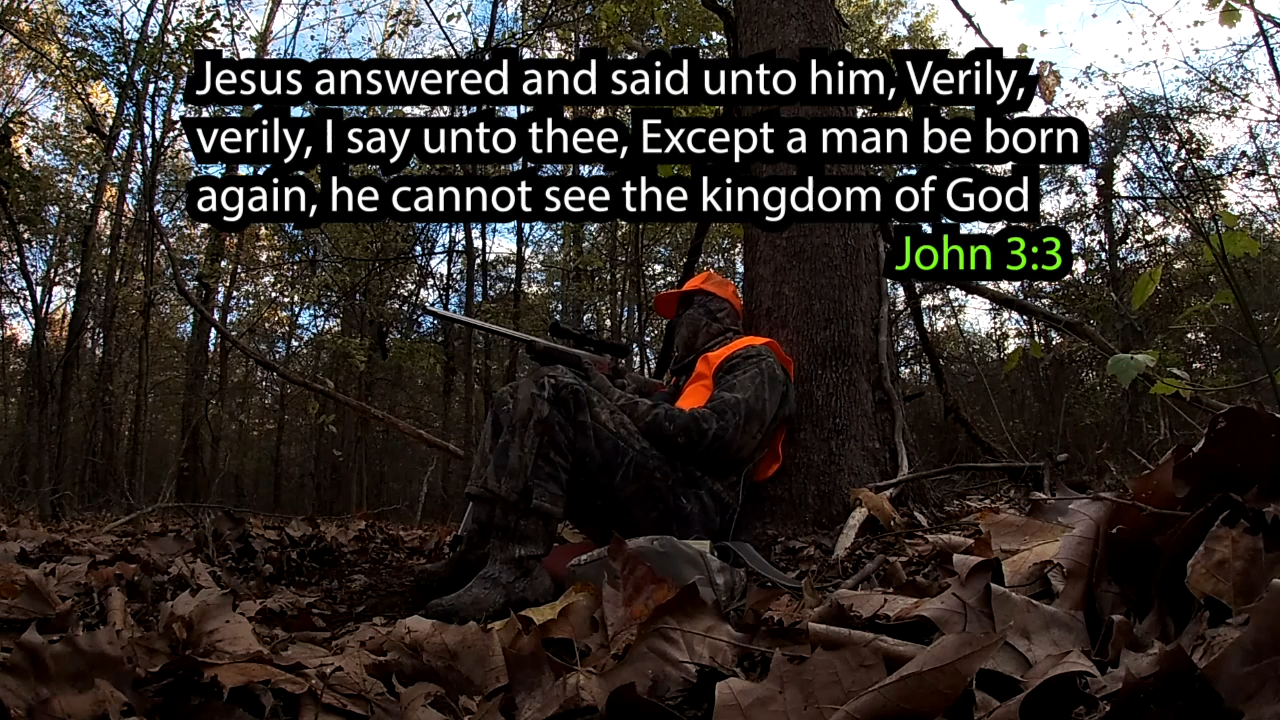 Jesus answered and said unto him, Verily,
verily, I say unto thee, Except a man be born
again, he cannot see the kingdom of God
John 3:3